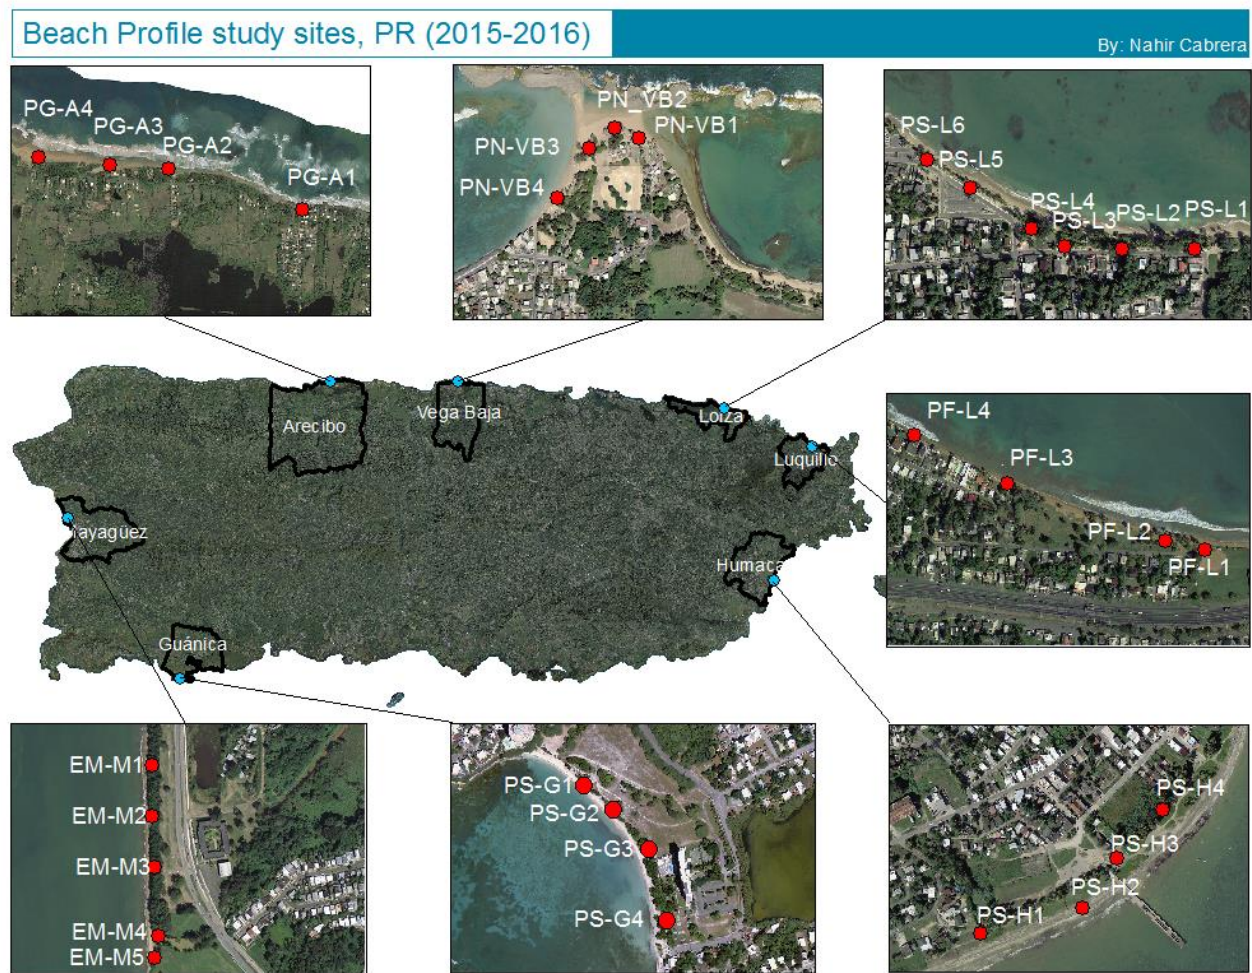 Beach Profile study sites, PR (2015-2016)
By: Nahir Cabrera
PG-A4
PG-A3
PG-A2
PG-A1
PN_VB2
PN-VB1
PN-VB3
PN-VB4
PS-L6
PS-L5
PS-L4
PS-L3
PS-L2
PS-L1
Arecibo
Vega Baja
Loiza
Luquillo
PF-L4
PF-L3
PF-L2
PF-L1
ayagüez
Humaca
Guánica
EM-M1
EM-M2
EM-M3
EM-M4
EM-M5
PS-G1
PS-G2
PS-G3
PS-G4
PS-H4
PS-H3
PS-H2
PS-H1